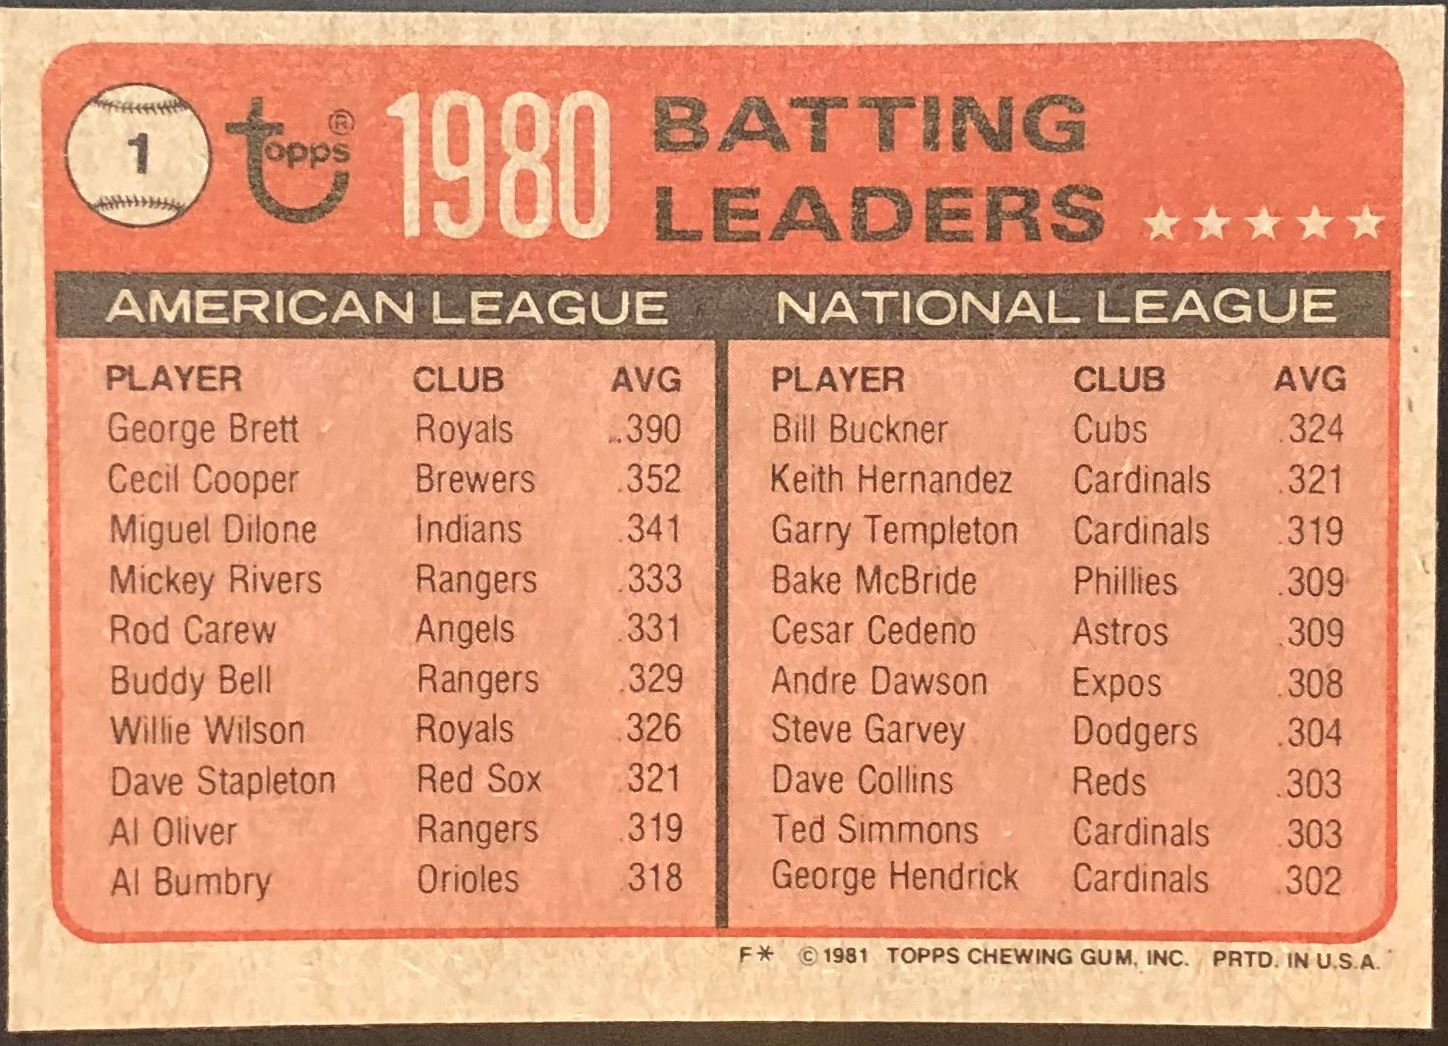 1
topps®
1980 BATTING LEADERS
AMERICAN LEAGUE
PLAYER CLUB AVG
George Brett Royals .390
Cecil Cooper Brewers .352
Miguel Dilone Indians .341
Mickey Rivers Rangers .333
Rod Carew Angels .331
Buddy Bell Rangers .329
Willie Wilson Royals .326
Dave Stapleton Red Sox .321
Al Oliver Rangers .319
Al Bumbry Orioles .318
NATIONAL LEAGUE
PLAYER CLUB AVG
Bill Buckner Cubs .324
Keith Hernandez Cardinals .321
Garry Templeton Cardinals .319
Bake McBride Phillies .309
Cesar Cedeno Astros .309
Andre Dawson Expos .308
Steve Garvey Dodgers .304
Dave Collins Reds .303
Ted Simmons Cardinals .303
George Hendrick Cardinals .302
F* © 1981 TOPPS CHEWING GUM, INC. PRTD. IN U.S.A.